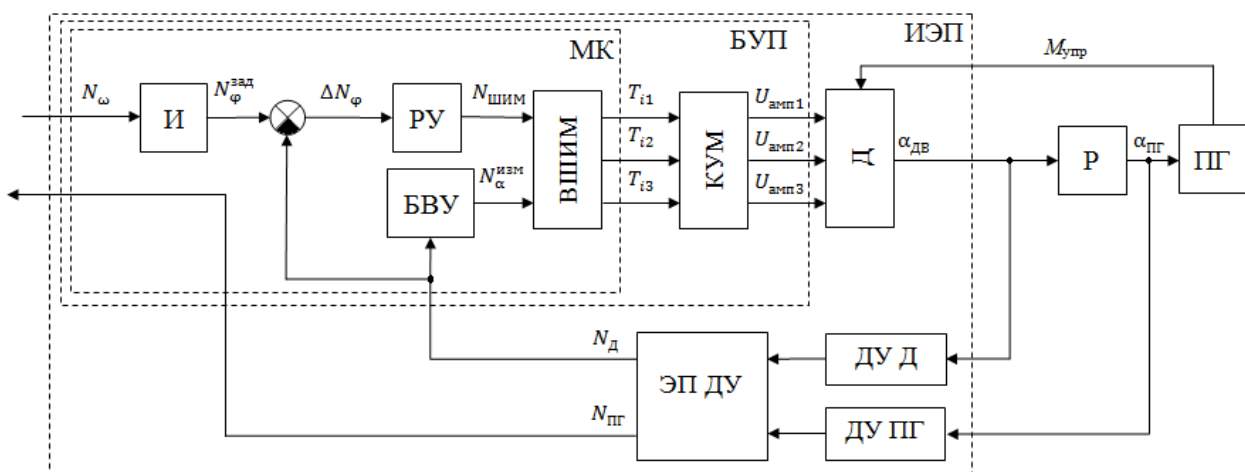 ИЭП
БУП
МК
M_упр
N_ω
И
N_φ^зад
ΔN_φ
РУ
N_ШИМ
БВУ
N_α^изм
ВШИМ
T_i1
T_i2
T_i3
КУМ
U_амп1
U_амп2
U_амп3
Д
α_ДВ
Р
α_ПГ
ПГ
N_Д
N_ПГ
ЭП ДУ
ДУ Д
ДУ ПГ